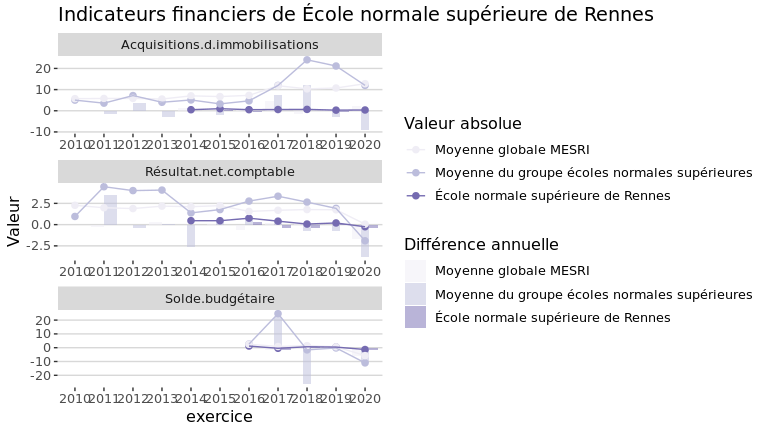 Indicateurs financiers de École normale supérieure de Rennes
Acquisitions.d.immobilisations
20
10
0
-10
2010 2011 2012 2013 2014 2015 2016 2017 2018 2019 2020
Résultat.net.comptable
2.5
0.0
-2.5
2010 2011 2012 2013 2014 2015 2016 2017 2018 2019 2020
Solde.budgétaire
20
10
0
-10
-20
2010 2011 2012 2013 2014 2015 2016 2017 2018 2019 2020
Valeur
exercice
Valeur absolue
Moyenne globale MESRI
Moyenne du groupe écoles normales supérieures
École normale supérieure de Rennes
Différence annuelle
Moyenne globale MESRI
Moyenne du groupe écoles normales supérieures
École normale supérieure de Rennes